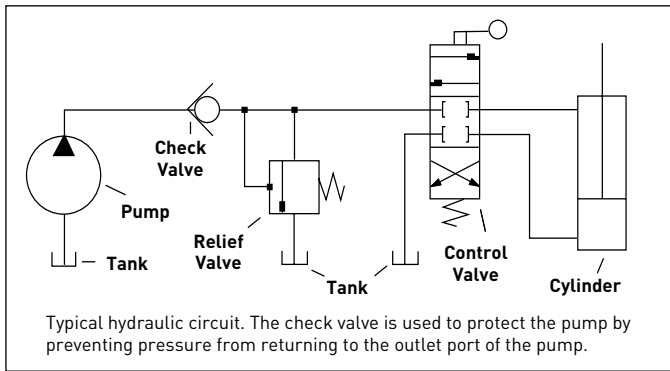 Check
Valve
Pump
Tank
Relief
Valve
Tank
Control
Valve
Cylinder
Typical hydraulic circuit. The check valve is used to protect the pump by
preventing pressure from returning to the outlet port of the pump.